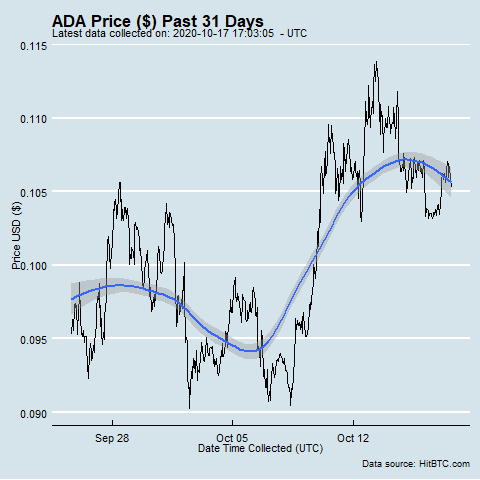 ADA Price ($) Past 31 Days
Latest data collected on: 2020-10-17 17:03:05 - UTC
0.115
0.110
0.105
0.100
0.095
0.090
Price USD ($)
Sep 28
Oct 05
Oct 12
Date Time Collected (UTC)
Data source: HitBTC.com